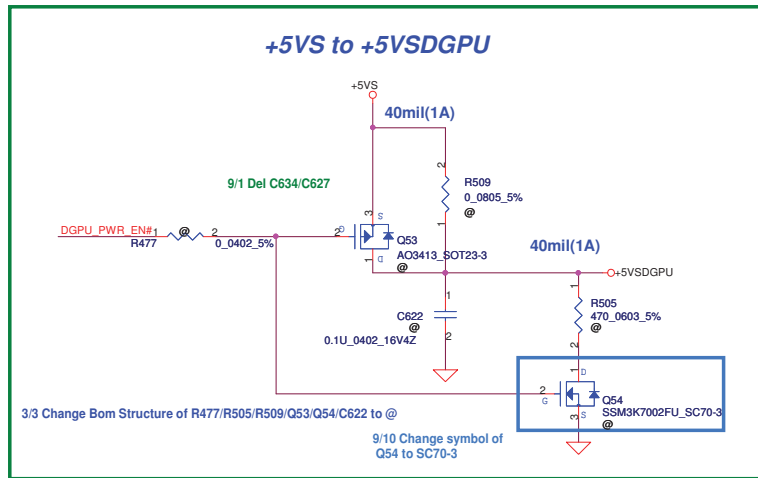 +5VS to +5VSDGPU
+5VS
40mil(1A)
9/1 Del C634/C627
2
R509
0_0805_5%
@
1
3
S
DGPU_PWR_EN#
1
@
2
R477
0_0402_5%
2
G
Q53
1
D
AO3413_SOT23-3
@
40mil(1A)
+5VSDGPU
1
C622
@
2
0.1U_0402_16V4Z
1
R505
470_0603_5%
@
2
1
D
2
G
Q54
SSM3K7002FU_SC70-3
3
S
@
3/3 Change Bom Structure of R477/R505/R509/Q53/Q54/C622 to @
9/10 Change symbol of
Q54 to SC70-3